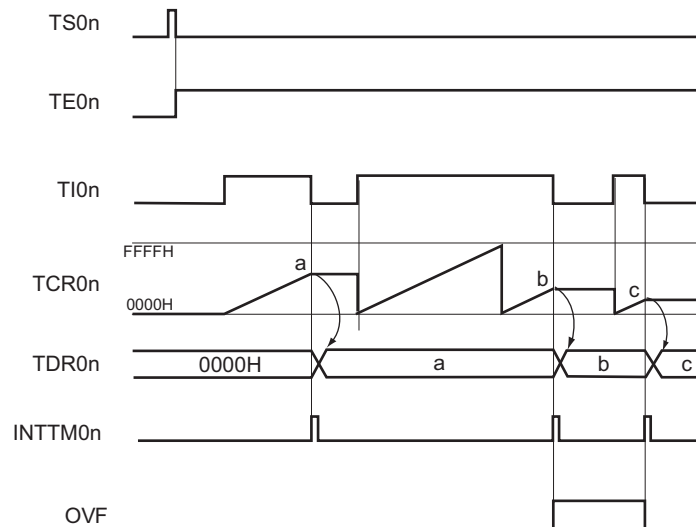 TS0n
TE0n
TI0n
FFFFH
a
b
c
TCR0n
0000H
TDR0n
0000H
a
b
c
INTTM0n
OVF